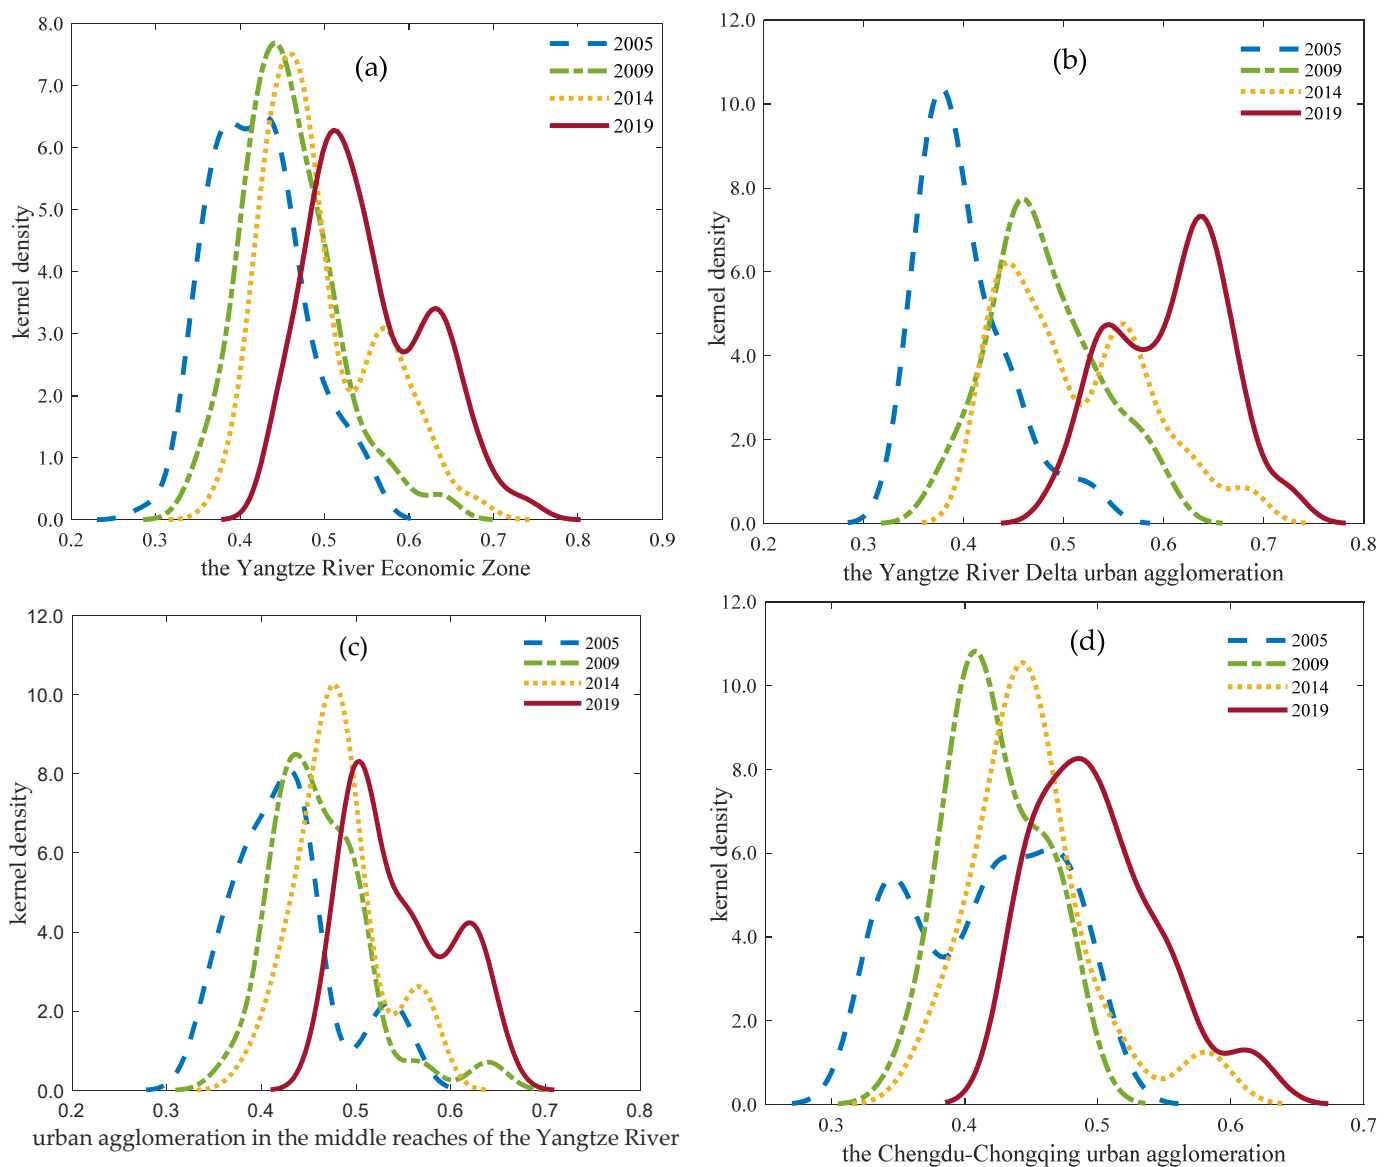 (a)
8.0
7.0
6.0
5.0
4.0
3.0
2.0
1.0
0.0
kernel density
2005
2009
2014
2019
0.2 0.3 0.4 0.5 0.6 0.7 0.8 0.9
the Yangtze River Economic Zone
(b)
12.0
10.0
8.0
6.0
4.0
2.0
0.0
kernel density
2005
2009
2014
2019
0.2 0.3 0.4 0.5 0.6 0.7 0.8
the Yangtze River Delta urban agglomeration
(c)
12.0
10.0
8.0
6.0
4.0
2.0
0.0
kernel density
2005
2009
2014
2019
0.2 0.3 0.4 0.5 0.6 0.7 0.8
urban agglomeration in the middle reaches of the Yangtze River
(d)
12.0
10.0
8.0
6.0
4.0
2.0
0.0
kernel density
2005
2009
2014
2019
0.3 0.4 0.5 0.6 0.7
the Chengdu-Chongqing urban agglomeration